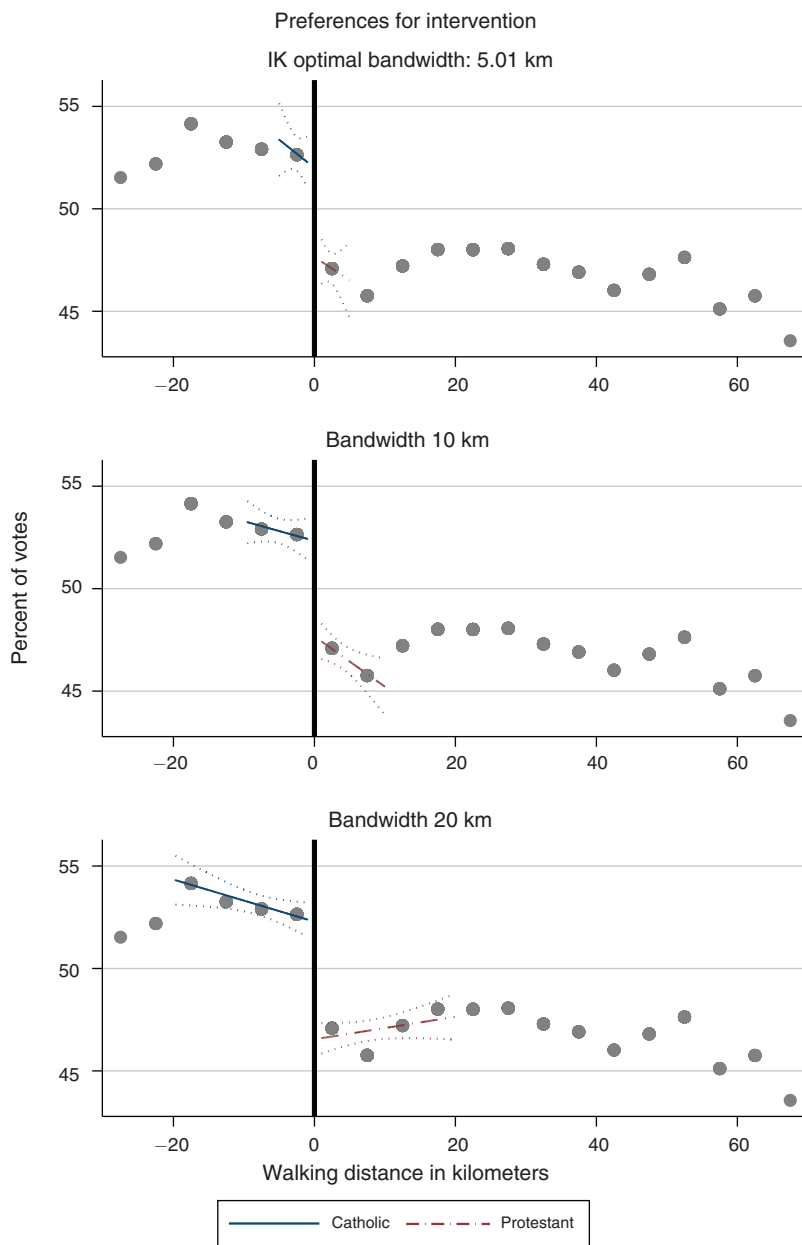 Preferences for intervention
IK optimal bandwidth: 5.01 km
55
50
45
−20 0 20 40 60
Bandwidth 10 km
55
50
45
−20 0 20 40 60
Percent of votes
Bandwidth 20 km
55
50
45
−20 0 20 40 60
Walking distance in kilometers
Catholic Protestant